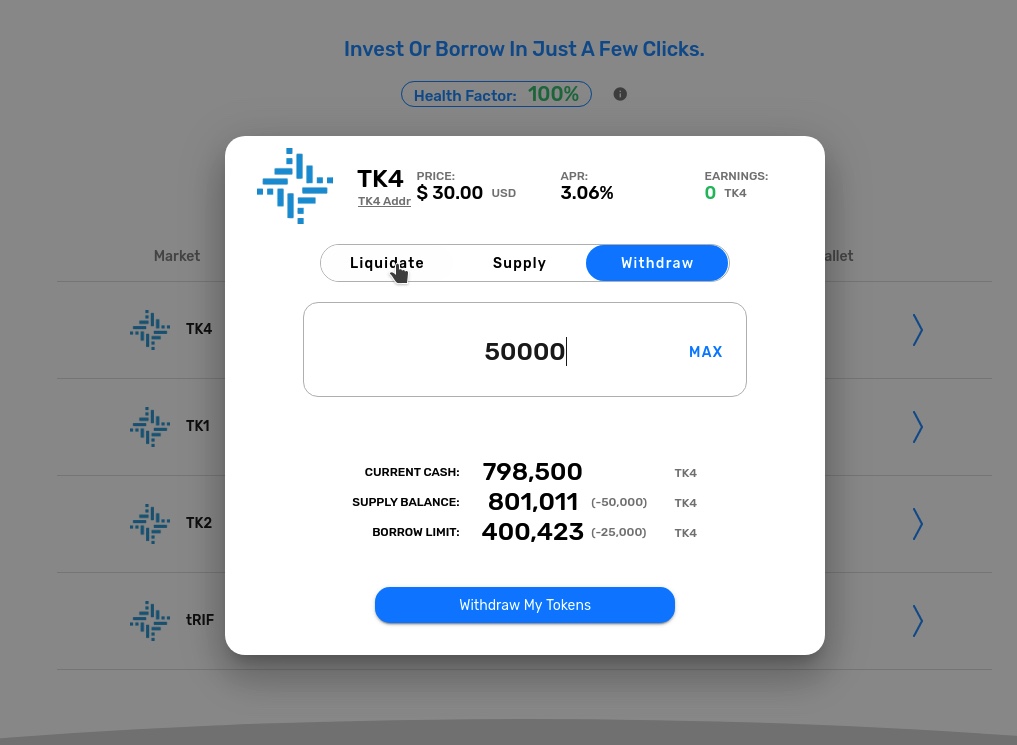 Invest Or Borrow In Just A Few Clicks.
Health Factor: 100%
TK4
TK4 Addr
PRICE:
$ 30.00 USD
APR:
3.06%
EARNINGS:
0 TK4
Liquidate Supply Withdraw
50000 MAX
CURRENT CASH: 798,500 TK4
SUPPLY BALANCE: 801,011 (-50,000) TK4
BORROW LIMIT: 400,423 (-25,000) TK4
Withdraw My Tokens
Market
TK4
TK1
TK2
tRIF